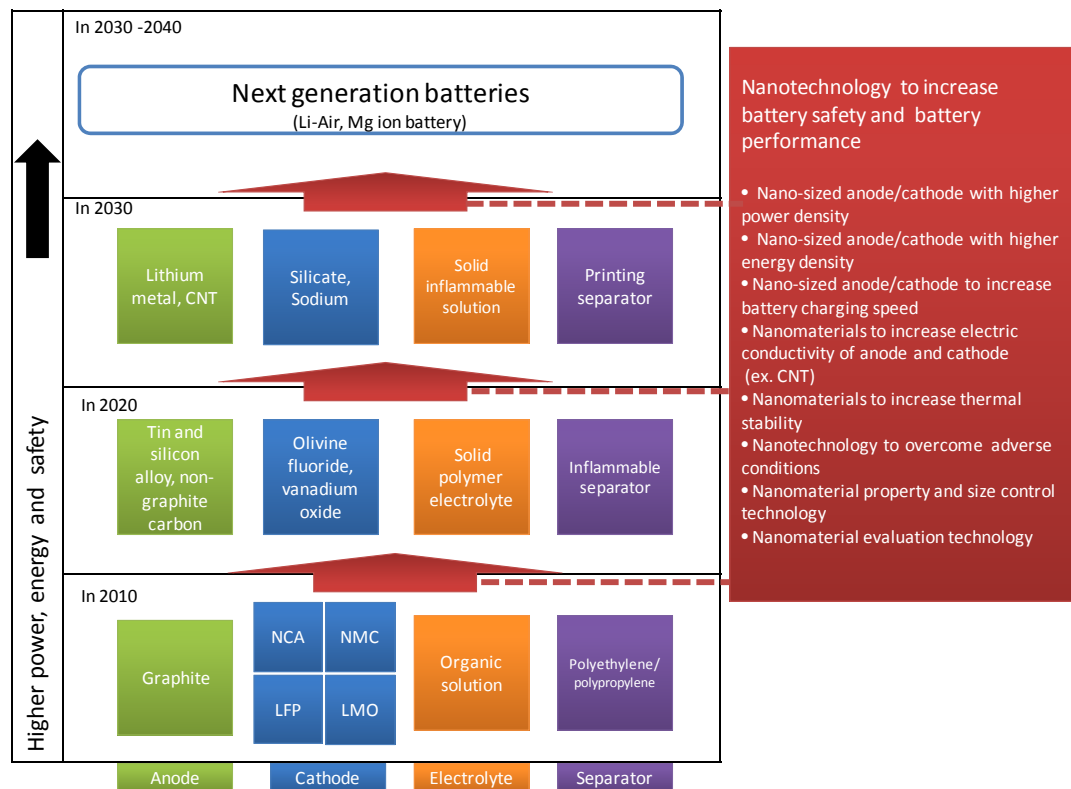 In 2030 -2040
Next generation batteries
(Li-Air, Mg ion battery)
In 2030
Lithium
metal, CNT
Silicate,
Sodium
Solid
inflammable
solution
Printing
separator
In 2020
Tin and
silicon
alloy, non-
graphite
carbon
Olivine
fluoride,
vanadium
oxide
Solid
polymer
electrolyte
Inflammable
separator
In 2010
Graphite
NCA
NMC
LFP
LMO
Organic
solution
Polyethylene/
polypropylene
Anode
Cathode
Electrolyte
Separator
Higher power, energy and safety
Nanotechnology to increase
battery safety and battery
performance
• Nano-sized anode/cathode with higher
power density
• Nano-sized anode/cathode with higher
energy density
• Nano-sized anode/cathode to increase
battery charging speed
• Nanomaterials to increase electric
conductivity of anode and cathode
(ex. CNT)
• Nanomaterials to increase thermal
stability
• Nanotechnology to overcome adverse
conditions
• Nanomaterial property and size control
technology
• Nanomaterial evaluation technology